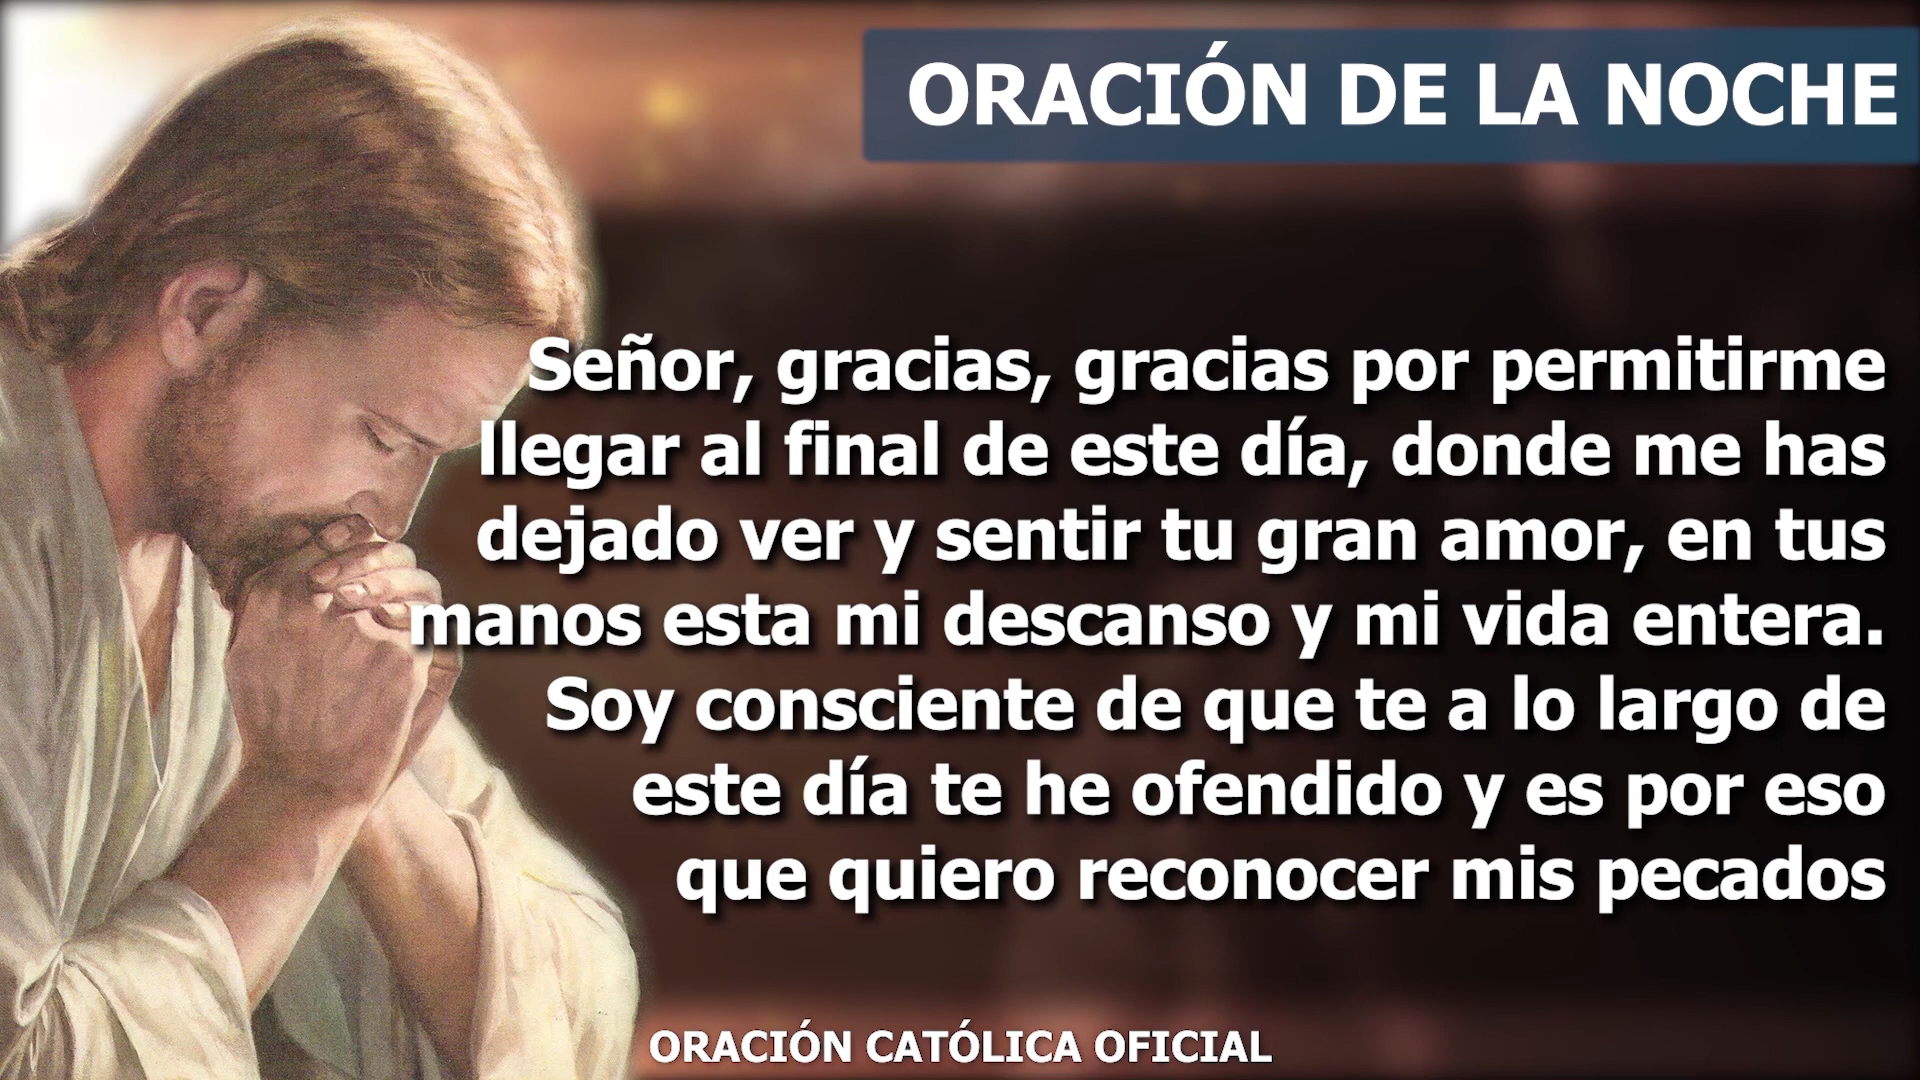 ORACIÓN DE LA NOCHE
Señor, gracias, gracias por permitirme
llegar al final de este día, donde me has
dejado ver y sentir tu gran amor, en tus
manos esta mi descanso y mi vida entera.
Soy consciente de que te a lo largo de
este día te he ofendido y es por eso
que quiero reconocer mis pecados
ORACIÓN CATÓLICA OFICIAL